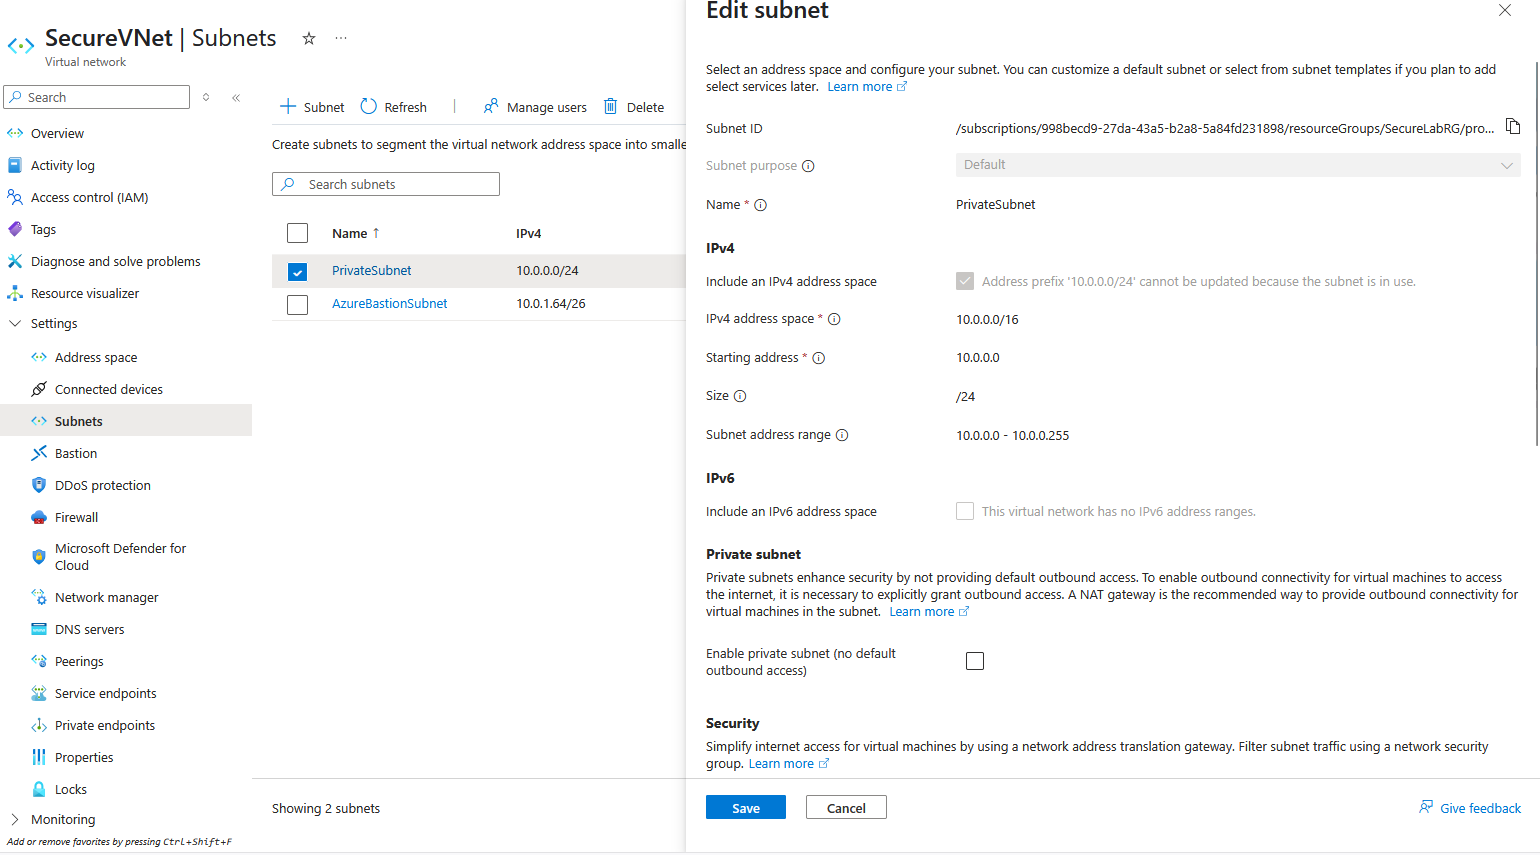 SecureVNet | Subnets
Virtual network
Search
Overview
Activity log
Access control (IAM)
Tags
Diagnose and solve problems
Resource visualizer
Settings
Address space
Connected devices
Subnets
Bastion
DDoS protection
Firewall
Microsoft Defender for
Cloud
Network manager
DNS servers
Peerings
Service endpoints
Private endpoints
Properties
Locks
Monitoring
Add or remove favorites by pressing Ctrl+Shift+F
Subnet
Refresh
Manage users
Delete
Create subnets to segment the virtual network address space into smalle
Search subnets
Name ↑ IPv4
PrivateSubnet 10.0.0.0/24
AzureBastionSubnet 10.0.1.64/26
Showing 2 subnets
Edit subnet
Select an address space and configure your subnet. You can customize a default subnet or select from subnet templates if you plan to add
select services later. Learn more
Subnet ID /subscriptions/998becd9-27da-43a5-b2a8-5a84fd231898/resourceGroups/SecureLabRG/pro...
Subnet purpose Default
Name * PrivateSubnet
IPv4
Include an IPv4 address space Address prefix '10.0.0.0/24' cannot be updated because the subnet is in use.
IPv4 address space * 10.0.0.0/16
Starting address * 10.0.0.0
Size /24
Subnet address range 10.0.0.0 - 10.0.0.255
IPv6
Include an IPv6 address space This virtual network has no IPv6 address ranges.
Private subnet
Private subnets enhance security by not providing default outbound access. To enable outbound connectivity for virtual machines to access
the internet, it is necessary to explicitly grant outbound access. A NAT gateway is the recommended way to provide outbound connectivity for
virtual machines in the subnet. Learn more
Enable private subnet (no default
outbound access)
Security
Simplify internet access for virtual machines by using a network address translation gateway. Filter subnet traffic using a network security
group. Learn more
Save
Cancel
Give feedback